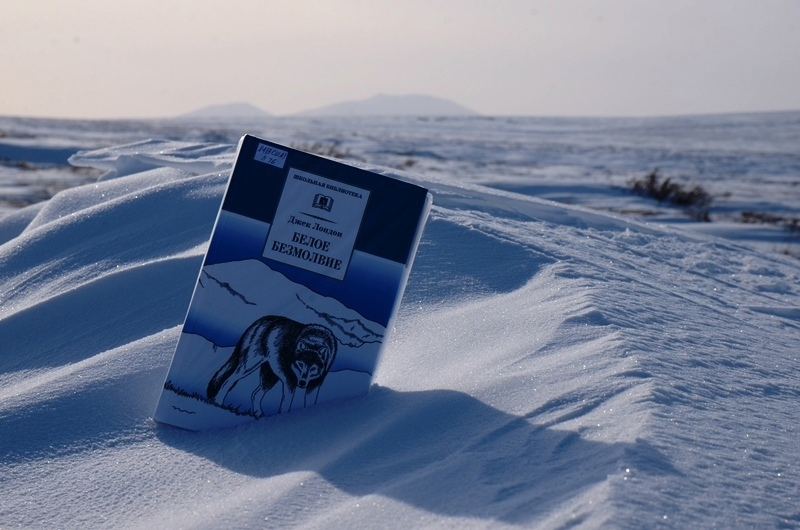 ШКОЛЬНАЯ БИБЛИОТЕКА
Джек Лондон
БЕЛОЕ
БЕЗМОЛВИЕ